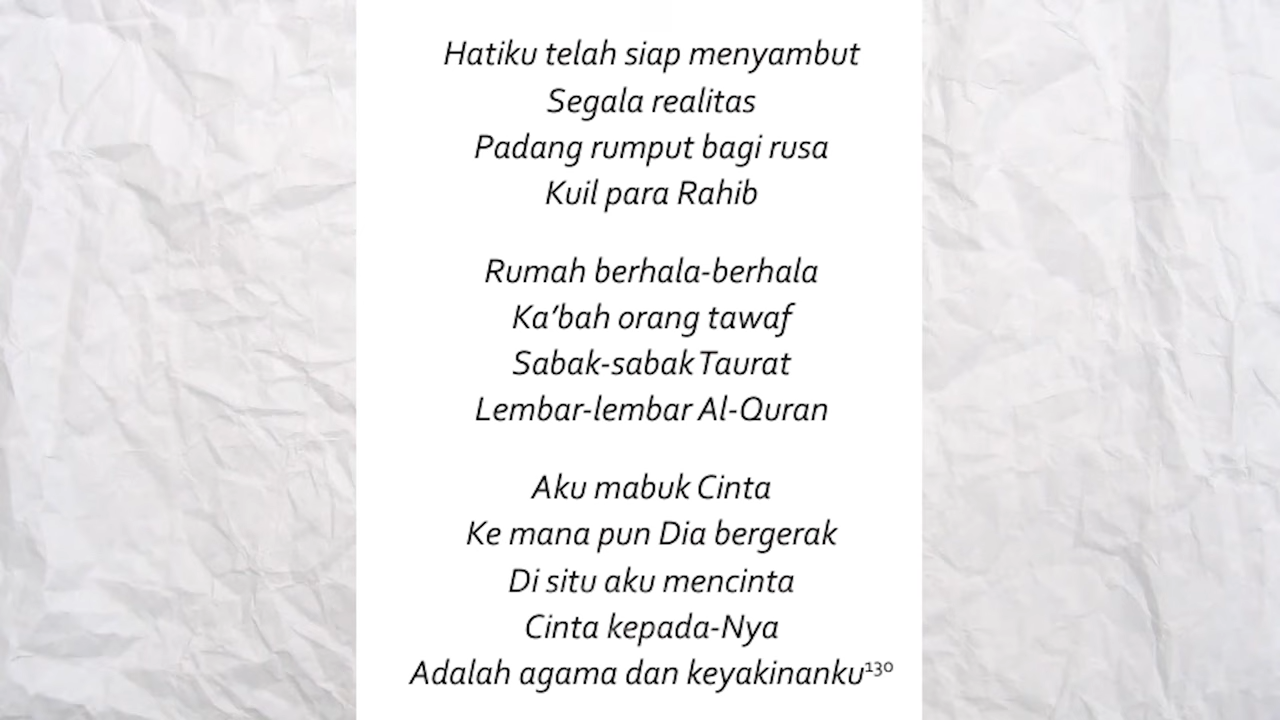 Hatiku telah siap menyambut
Segala realitas
Padang rumput bagi rusa
Kuil para Rahib
Rumah berhala-berhala
Ka’bah orang tawaf
Sabak-sabak Taurat
Lembar-lembar Al-Quran
Aku mabuk Cinta
Ke mana pun Dia bergerak
Di situ aku mencinta
Cinta kepada-Nya
Adalah agama dan keyakinanku¹³⁰